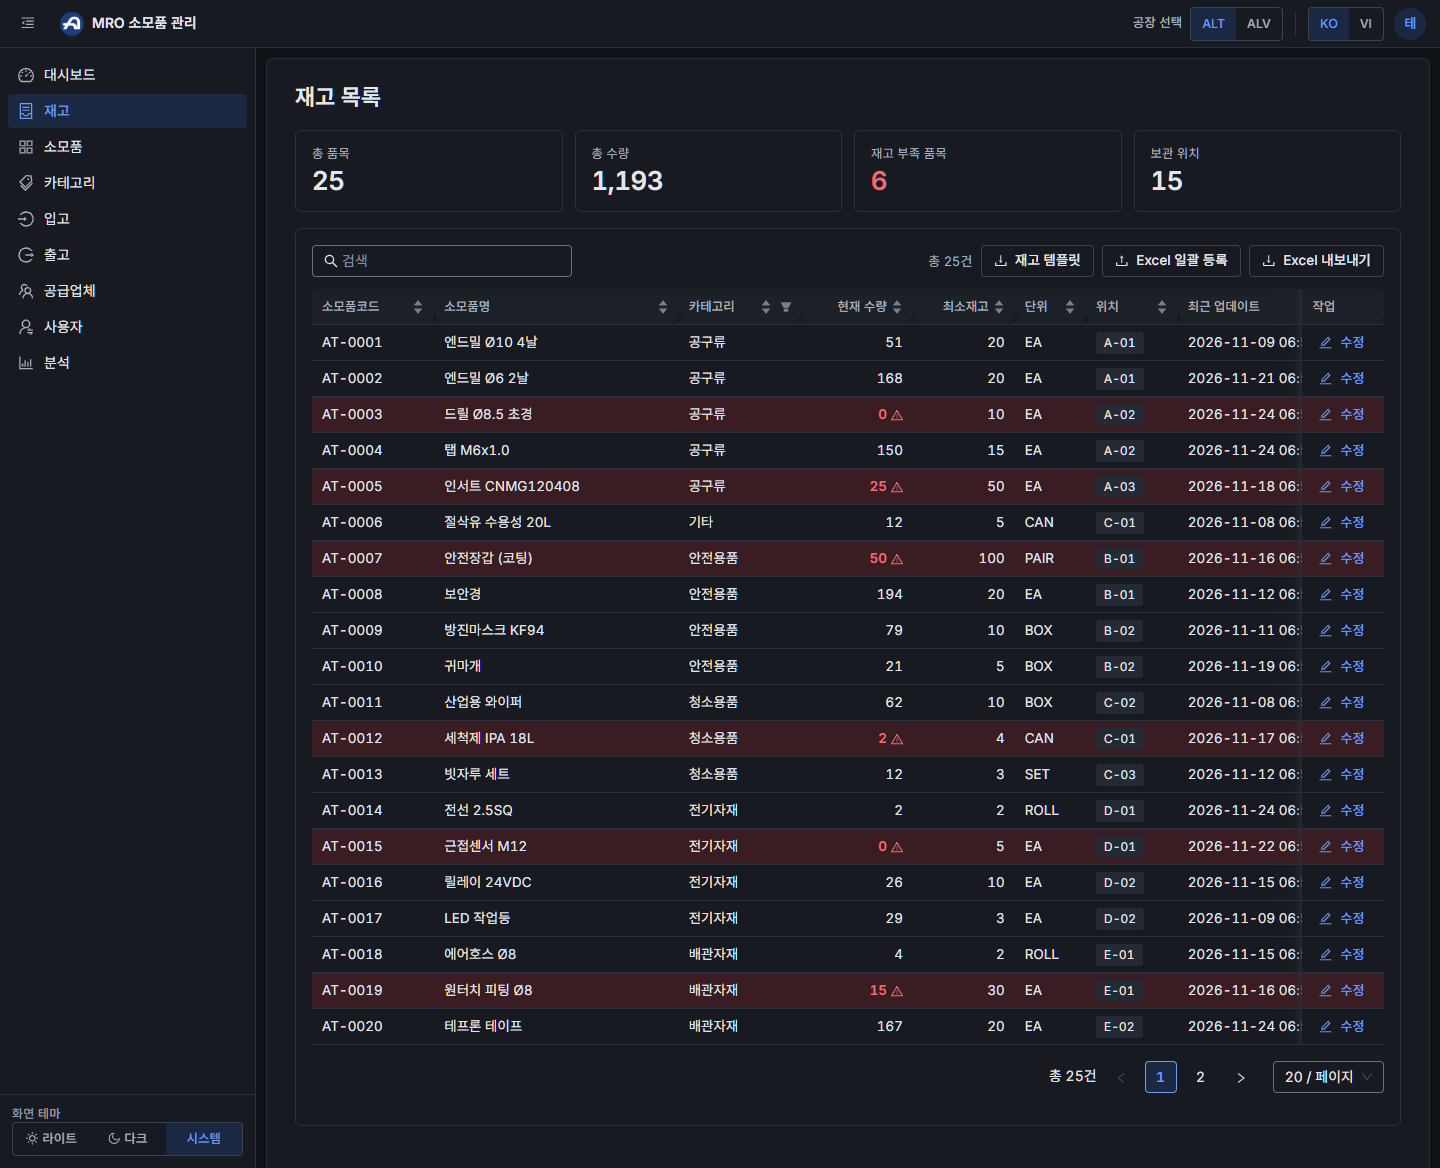 MRO 소모품 관리
공장 선택 ALT ALV KO VI 테
대시보드
재고
소모품
카테고리
입고
출고
공급업체
사용자
분석
화면 테마
라이트 다크 시스템
재고 목록
총 품목
25
총 수량
1,193
재고 부족 품목
6
보관 위치
15
검색
총 25건 재고 템플릿 Excel 일괄 등록 Excel 내보내기
소모품코드 소모품명 카테고리 현재 수량 최소재고 단위 위치 최근 업데이트 작업
AT-0001 엔드밀 Ø10 4날 공구류 51 20 EA A-01 2026-11-09 06: 수정
AT-0002 엔드밀 Ø6 2날 공구류 168 20 EA A-01 2026-11-21 06: 수정
AT-0003 드릴 Ø8.5 초경 공구류 0 10 EA A-02 2026-11-24 06: 수정
AT-0004 탭 M6x1.0 공구류 150 15 EA A-02 2026-11-24 06: 수정
AT-0005 인서트 CNMG120408 공구류 25 50 EA A-03 2026-11-18 06: 수정
AT-0006 절삭유 수용성 20L 기타 12 5 CAN C-01 2026-11-08 06: 수정
AT-0007 안전장갑 (코팅) 안전용품 50 100 PAIR B-01 2026-11-16 06: 수정
AT-0008 보안경 안전용품 194 20 EA B-01 2026-11-12 06: 수정
AT-0009 방진마스크 KF94 안전용품 79 10 BOX B-02 2026-11-11 06: 수정
AT-0010 귀마개 안전용품 21 5 BOX B-02 2026-11-19 06: 수정
AT-0011 산업용 와이퍼 청소용품 62 10 BOX C-02 2026-11-08 06: 수정
AT-0012 세척제 IPA 18L 청소용품 2 4 CAN C-01 2026-11-17 06: 수정
AT-0013 빗자루 세트 청소용품 12 3 SET C-03 2026-11-12 06: 수정
AT-0014 전선 2.5SQ 전기자재 2 2 ROLL D-01 2026-11-24 06: 수정
AT-0015 근접센서 M12 전기자재 0 5 EA D-01 2026-11-22 06: 수정
AT-0016 릴레이 24VDC 전기자재 26 10 EA D-02 2026-11-15 06: 수정
AT-0017 LED 작업등 전기자재 29 3 EA D-02 2026-11-09 06: 수정
AT-0018 에어호스 Ø8 배관자재 4 2 ROLL E-01 2026-11-15 06: 수정
AT-0019 원터치 피팅 Ø8 배관자재 15 30 EA E-01 2026-11-16 06: 수정
AT-0020 테프론 테이프 배관자재 167 20 EA E-02 2026-11-24 06: 수정
총 25건 1 2 20 / 페이지